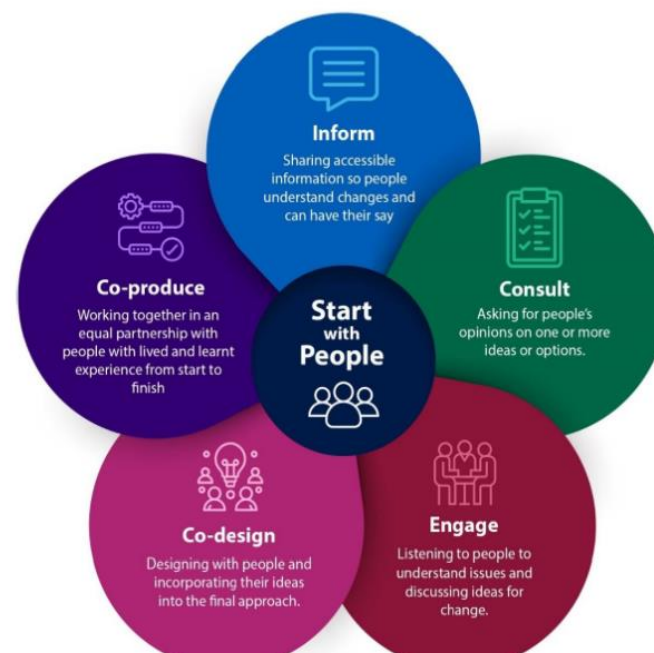 Inform
Sharing accessible
information so people
understand changes and
can have their say
Consult
Asking for people's
opinions on one or more
ideas or options.
Engage
Listening to people to
understand issues and
discussing ideas for
change.
Co-design
Designing with people and
incorporating their ideas
into the final approach.
Co-produce
Working together in an
equal partnership with
people with lived and learnt
experience from start to
finish
Start
with
People